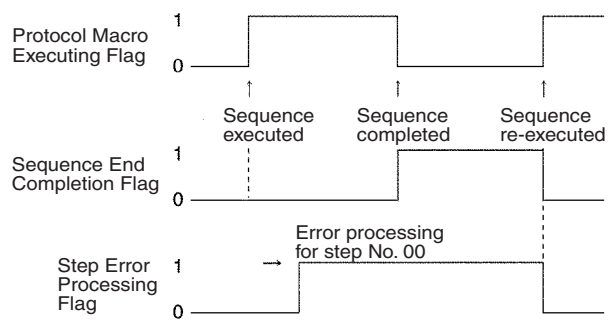 Protocol Macro
Executing Flag
1
0
Sequence
executed
Sequence
completed
Sequence
re-executed
Sequence End
Completion Flag
1
0
Error processing
for step No. 00
Step Error
Processing
Flag
1
0